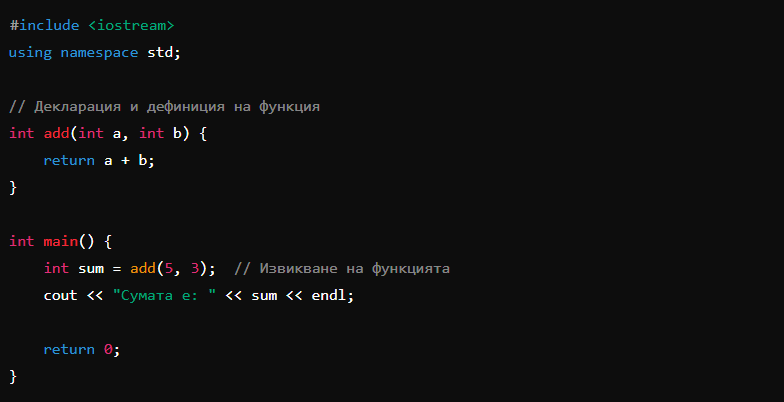 #include <iostream>
using namespace std;
// Декларация и дефиниция на функция
int add(int a, int b) {
    return a + b;
}
int main() {
    int sum = add(5, 3);  // Извикване на функцията
    cout << "Сумата е: " << sum << endl;
    return 0;
}